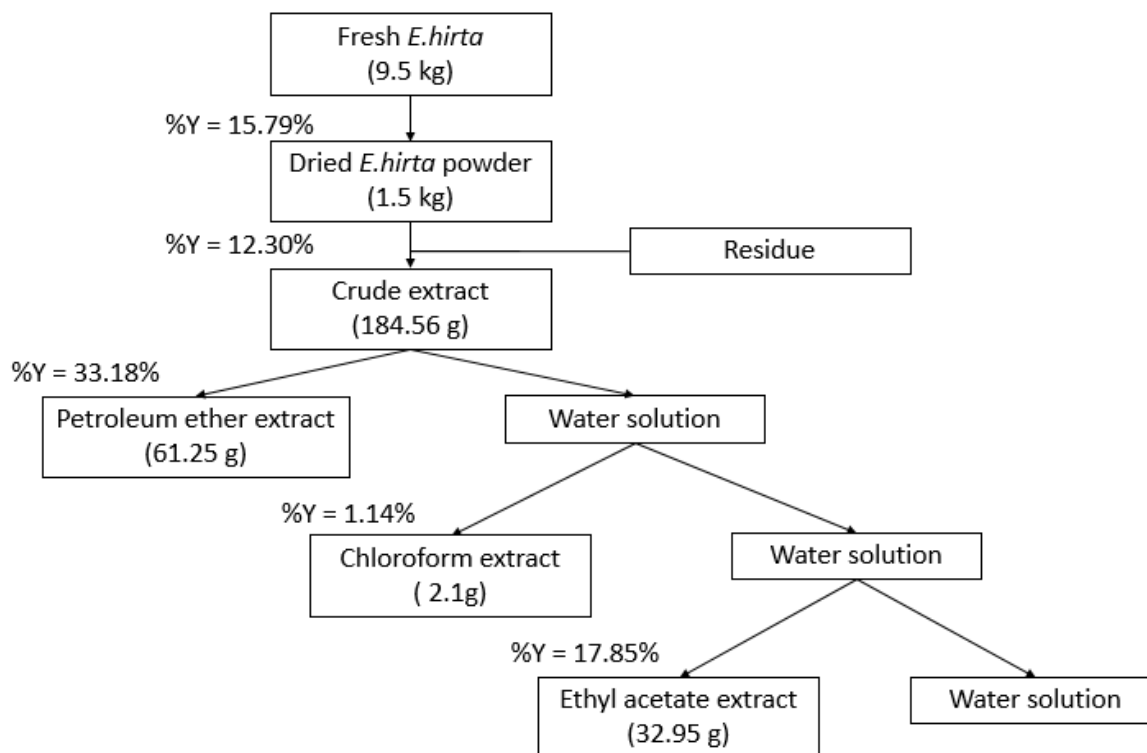 Fresh E.hirta
(9.5 kg)
%Y = 15.79%
Dried E.hirta powder
(1.5 kg)
%Y = 12.30%
Residue
Crude extract
(184.56 g)
%Y = 33.18%
Petroleum ether extract
(61.25 g)
Water solution
%Y = 1.14%
Chloroform extract
( 2.1g)
Water solution
%Y = 17.85%
Ethyl acetate extract
(32.95 g)
Water solution